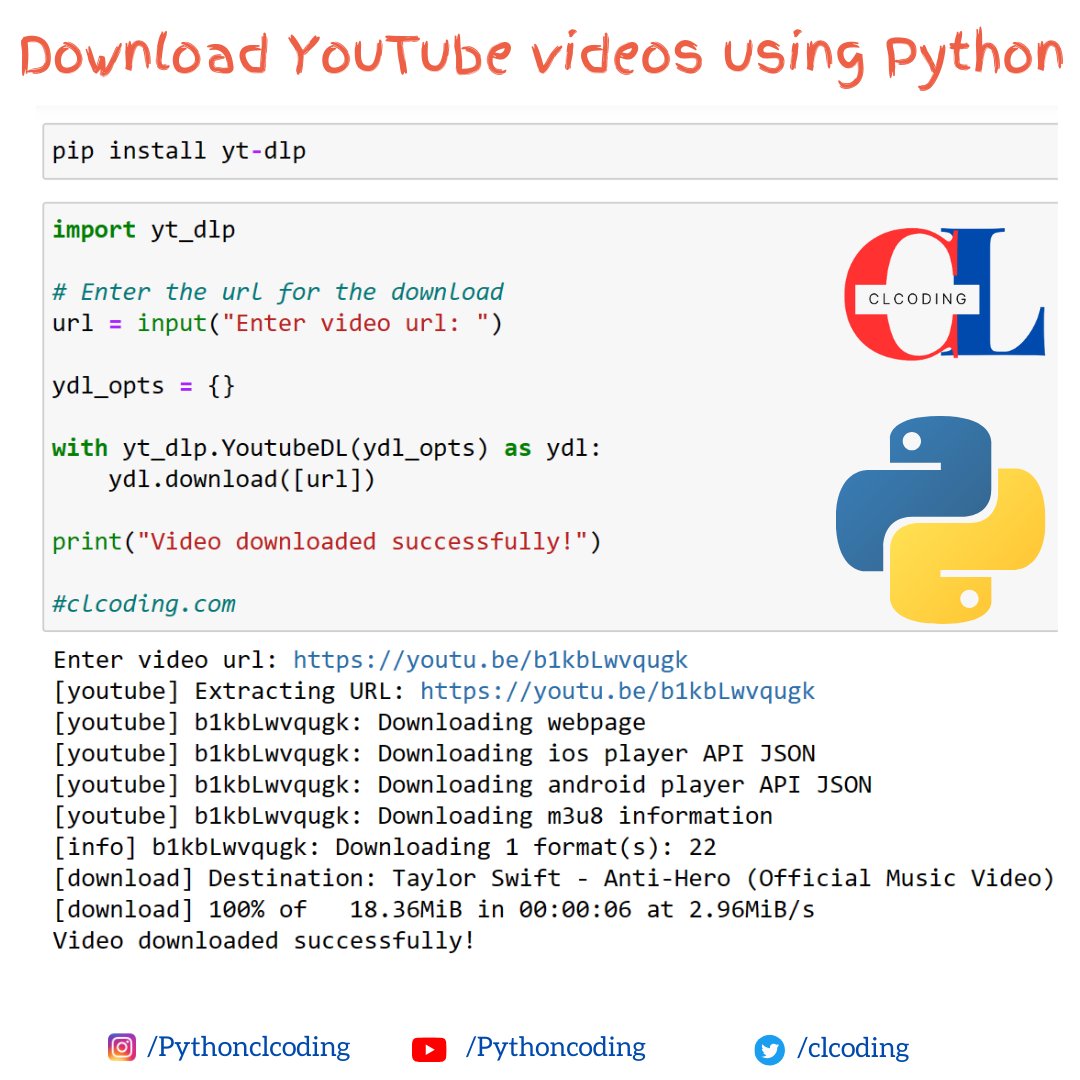 Download YouTube videos using Python
pip install yt-dlp
import yt_dlp
# Enter the url for the download
url = input("Enter video url: ")
ydl_opts = {}
with yt_dlp.YoutubeDL(ydl_opts) as ydl:
    ydl.download([url])
print("Video downloaded successfully!")
#clcoding.com
CL
CLCODING
Enter video url: https://youtu.be/b1kbLwvqugk
[youtube] Extracting URL: https://youtu.be/b1kbLwvqugk
[youtube] b1kbLwvqugk: Downloading webpage
[youtube] b1kbLwvqugk: Downloading ios player API JSON
[youtube] b1kbLwvqugk: Downloading android player API JSON
[youtube] b1kbLwvqugk: Downloading m3u8 information
[info] b1kbLwvqugk: Downloading 1 format(s): 22
[download] Destination: Taylor Swift - Anti-Hero (Official Music Video)
[download] 100% of   18.36MiB in 00:00:06 at 2.96MiB/s
Video downloaded successfully!
/Pythonclcoding
/Pythoncoding
/clcoding